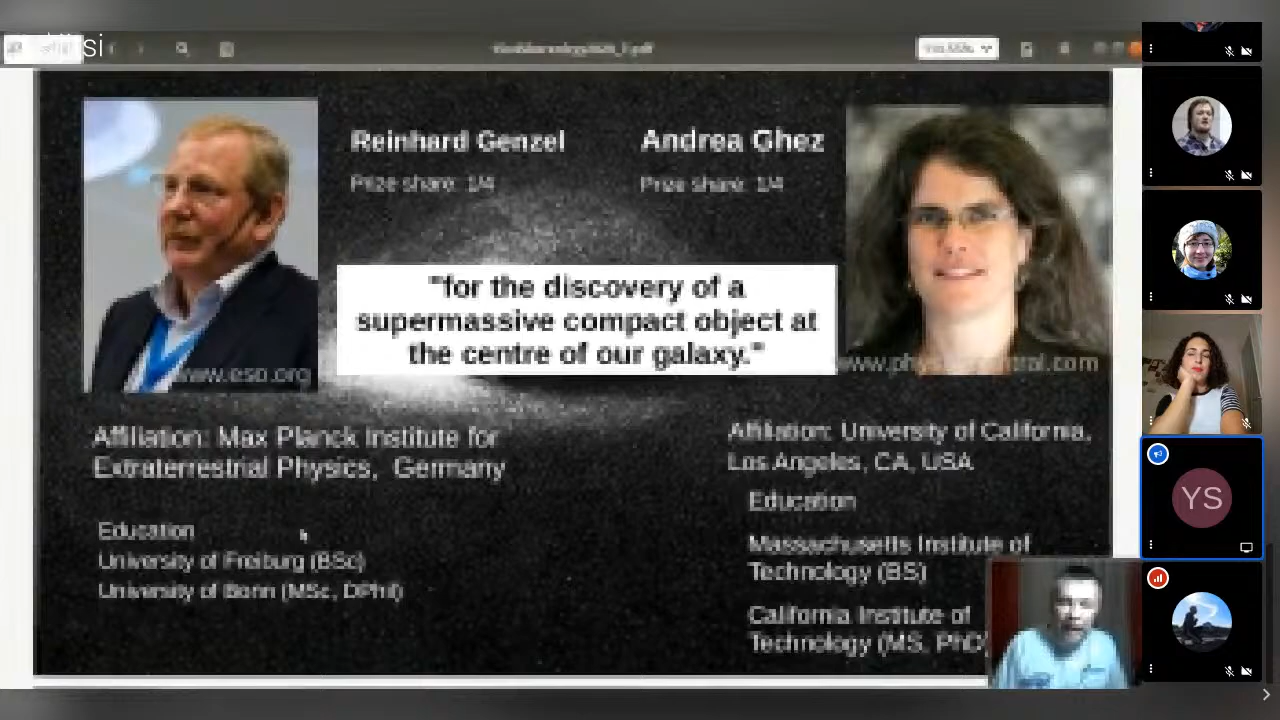 Reinhard Genzel
Prize share: 1/4
Andrea Ghez
Prize share: 1/4
"for the discovery of a
supermassive compact object at
the centre of our galaxy."
www.eso.org
Affiliation: Max Planck Institute for
Extraterrestrial Physics, Germany
Education
University of Freiburg (BSc)
University of Bonn (MSc, DPhil)
Affiliation: University of California,
Los Angeles, CA, USA
Education
Massachusetts Institute of
Technology (BS)
California Institute of
Technology (MS, PhD)
YS